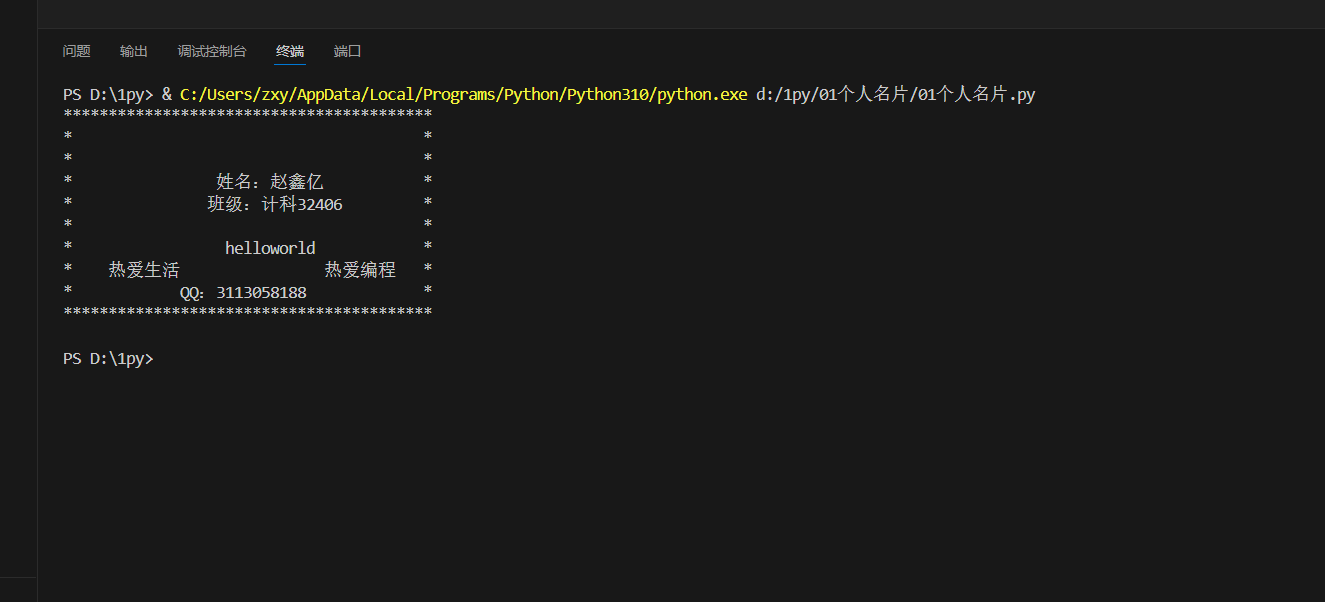 问题 输出 调试控制台 终端 端口
PS D:\1py> & C:/Users/zxy/AppData/Local/Programs/Python/Python310/python.exe d:/1py/01个人名片/01个人名片.py
*****************************************
*                                       *
*                                       *
*                姓名：赵鑫亿           *
*               班级：计科32406         *
*                                       *
*                 helloworld            *
*    热爱生活                热爱编程   *
*            QQ：3113058188             *
*****************************************
PS D:\1py>